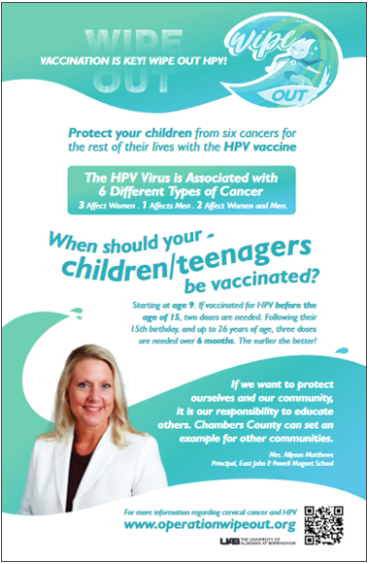 WIPE
VACCINATION IS KEY! WIPE OUT HPV!
OUT
Wipe
OUT
Protect your children from six cancers for
the rest of their lives with the HPV vaccine
The HPV Virus is Associated with
6 Different Types of Cancer
3 Affect Women . 1 Affects Men . 2 Affect Women and Men.
When should your
children/teenagers
be vaccinated?
Starting at age 9. If vaccinated for HPV before the
age of 15, two doses are needed. Following their
15th birthday, and up to 26 years of age, three doses
are needed over 6 months. The earlier the better!
If we want to protect
ourselves and our community,
it is our responsibility to educate
others. Chambers County can set an
example for other communities.
Mrs. Allyson Matthews
Principal, East John P. Powell Magnet School
For more information regarding cervical cancer and HPV
www.operationwipeout.org
UAB THE UNIVERSITY OF
ALABAMA AT BIRMINGHAM